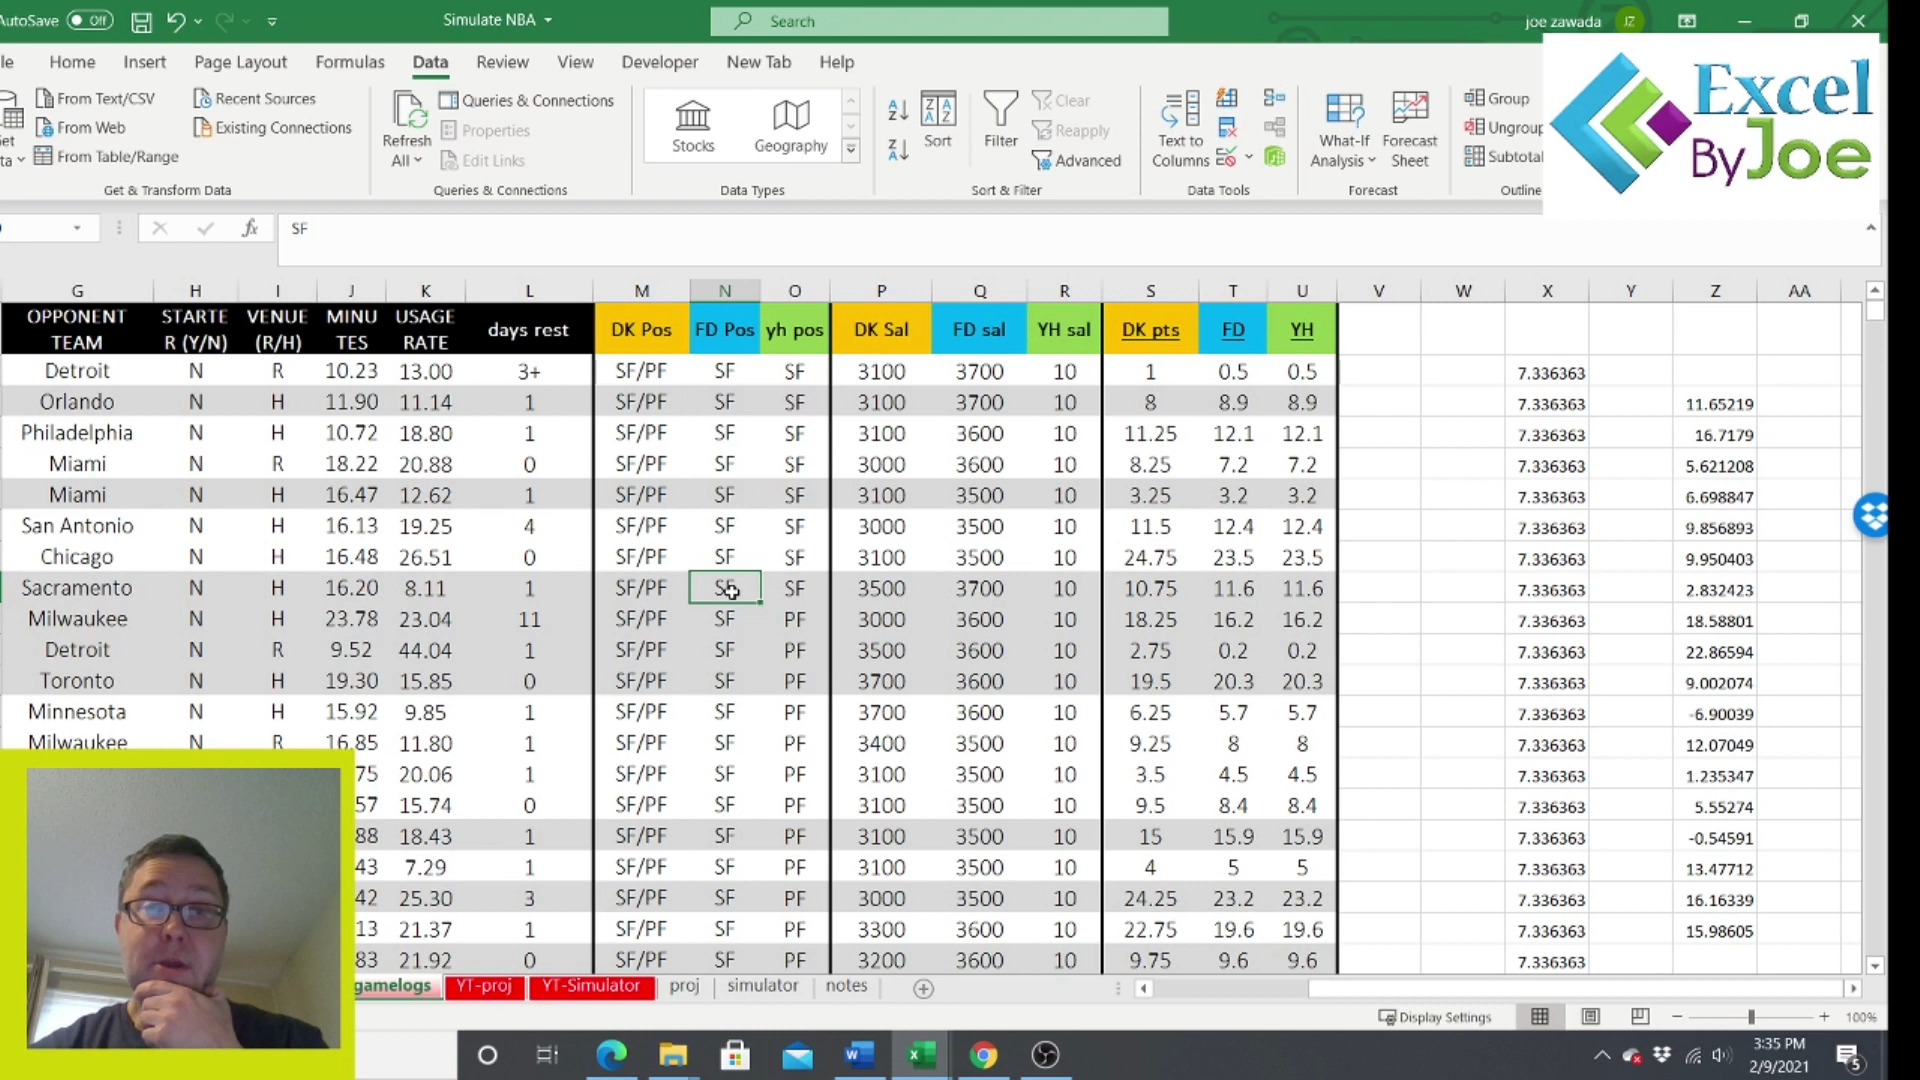 AutoSave Off Simulate NBA Search joe zawada JZ
Home Insert Page Layout Formulas Data Review View Developer New Tab Help
From Text/CSV Recent Sources
From Web Existing Connections
From Table/Range
Get & Transform Data
Refresh All
Queries & Connections
Properties
Edit Links
Queries & Connections
Stocks Geography
Data Types
Sort Filter
Clear
Reapply
Advanced
Sort & Filter
Text to Columns
Data Tools
What-If Analysis Forecast Sheet
Forecast
Group
Ungroup
Subtotal
Outline
Excel
ByJoe
fx SF
G H I J K L M N O P Q R S T U V W X Y Z AA
OPPONENT TEAM STARTE R (Y/N) VENUE (R/H) MINU TES USAGE RATE days rest DK Pos FD Pos yh pos DK Sal FD sal YH sal DK pts FD YH
Detroit N R 10.23 13.00 3+ SF/PF SF SF 3100 3700 10 1 0.5 0.5 7.336363
Orlando N H 11.90 11.14 1 SF/PF SF SF 3100 3700 10 8 8.9 8.9 7.336363 11.65219
Philadelphia N H 10.72 18.80 1 SF/PF SF SF 3100 3600 10 11.25 12.1 12.1 7.336363 16.7179
Miami N R 18.22 20.88 0 SF/PF SF SF 3000 3600 10 8.25 7.2 7.2 7.336363 5.621208
Miami N H 16.47 12.62 1 SF/PF SF SF 3100 3500 10 3.25 3.2 3.2 7.336363 6.698847
San Antonio N H 16.13 19.25 4 SF/PF SF SF 3000 3500 10 11.5 12.4 12.4 7.336363 9.856893
Chicago N H 16.48 26.51 0 SF/PF SF SF 3100 3500 10 24.75 23.5 23.5 7.336363 9.950403
Sacramento N H 16.20 8.11 1 SF/PF SF SF 3500 3700 10 10.75 11.6 11.6 7.336363 2.832423
Milwaukee N H 23.78 23.04 11 SF/PF SF PF 3000 3600 10 18.25 16.2 16.2 7.336363 18.58801
Detroit N R 9.52 44.04 1 SF/PF SF PF 3500 3600 10 2.75 0.2 0.2 7.336363 22.86594
Toronto N H 19.30 15.85 0 SF/PF SF PF 3700 3600 10 19.5 20.3 20.3 7.336363 9.002074
Minnesota N H 15.92 9.85 1 SF/PF SF PF 3700 3600 10 6.25 5.7 5.7 7.336363 -6.90039
Milwaukee N R 16.85 11.80 1 SF/PF SF PF 3400 3500 10 9.25 8 8 7.336363 12.07049
75 20.06 1 SF/PF SF PF 3100 3500 10 3.5 4.5 4.5 7.336363 1.235347
57 15.74 0 SF/PF SF PF 3100 3500 10 9.5 8.4 8.4 7.336363 5.55274
88 18.43 1 SF/PF SF PF 3100 3500 10 15 15.9 15.9 7.336363 -0.54591
43 7.29 1 SF/PF SF PF 3100 3500 10 4 5 5 7.336363 13.47712
42 25.30 3 SF/PF SF PF 3000 3500 10 24.25 23.2 23.2 7.336363 16.16339
13 21.37 1 SF/PF SF PF 3300 3600 10 22.75 19.6 19.6 7.336363 15.98605
83 21.92 0 SF/PF SF PF 3200 3600 10 9.75 9.6 9.6 7.336363
gamelogs YT-proj YT-Simulator proj simulator notes
Display Settings 100%
3:35 PM
2/9/2021
5